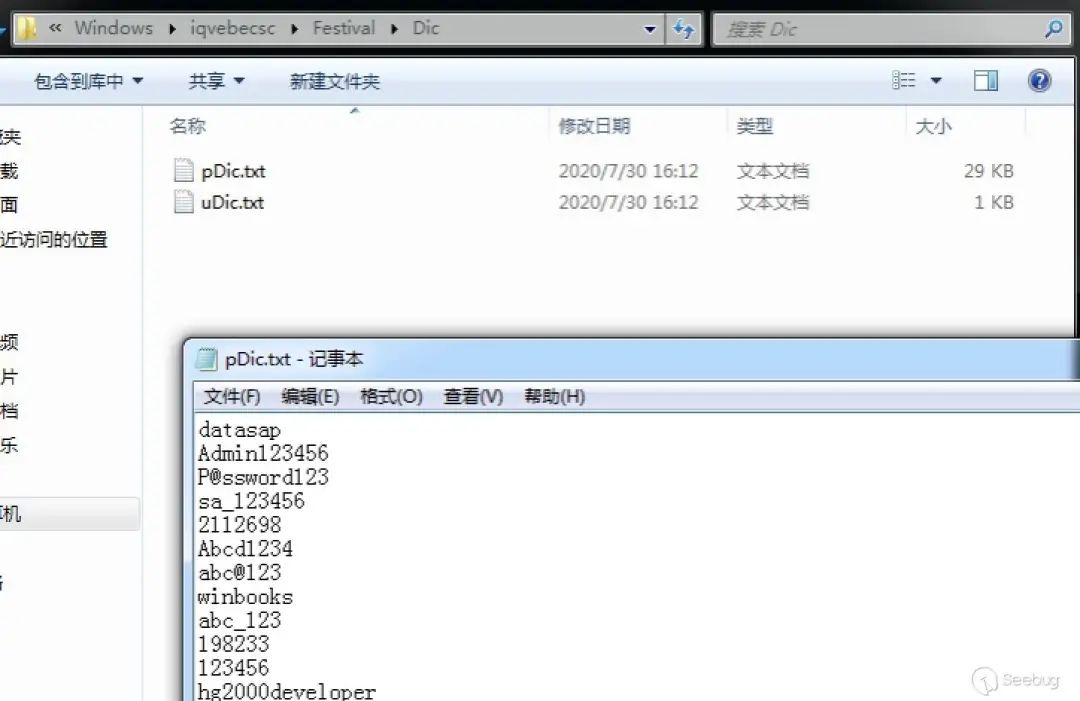 « Windows ▸ iqvebecsc ▸ Festival ▸ Dic 搜索 Dic
包含到库中 共享 新建文件夹
名称 修改日期 类型 大小
夹
载
pDic.txt 2020/7/30 16:12 文本文档 29 KB
面
uDic.txt 2020/7/30 16:12 文本文档 1 KB
近访问的位置
频
pDic.txt - 记事本
片
文件(F) 编辑(E) 格式(O) 查看(V) 帮助(H)
档
datasap
乐
Admin123456
P@ssword123
sa_123456
机
2112698
Abcd1234
abc@123
winbooks
abc_123
198233
123456
hg2000developer
Seebug